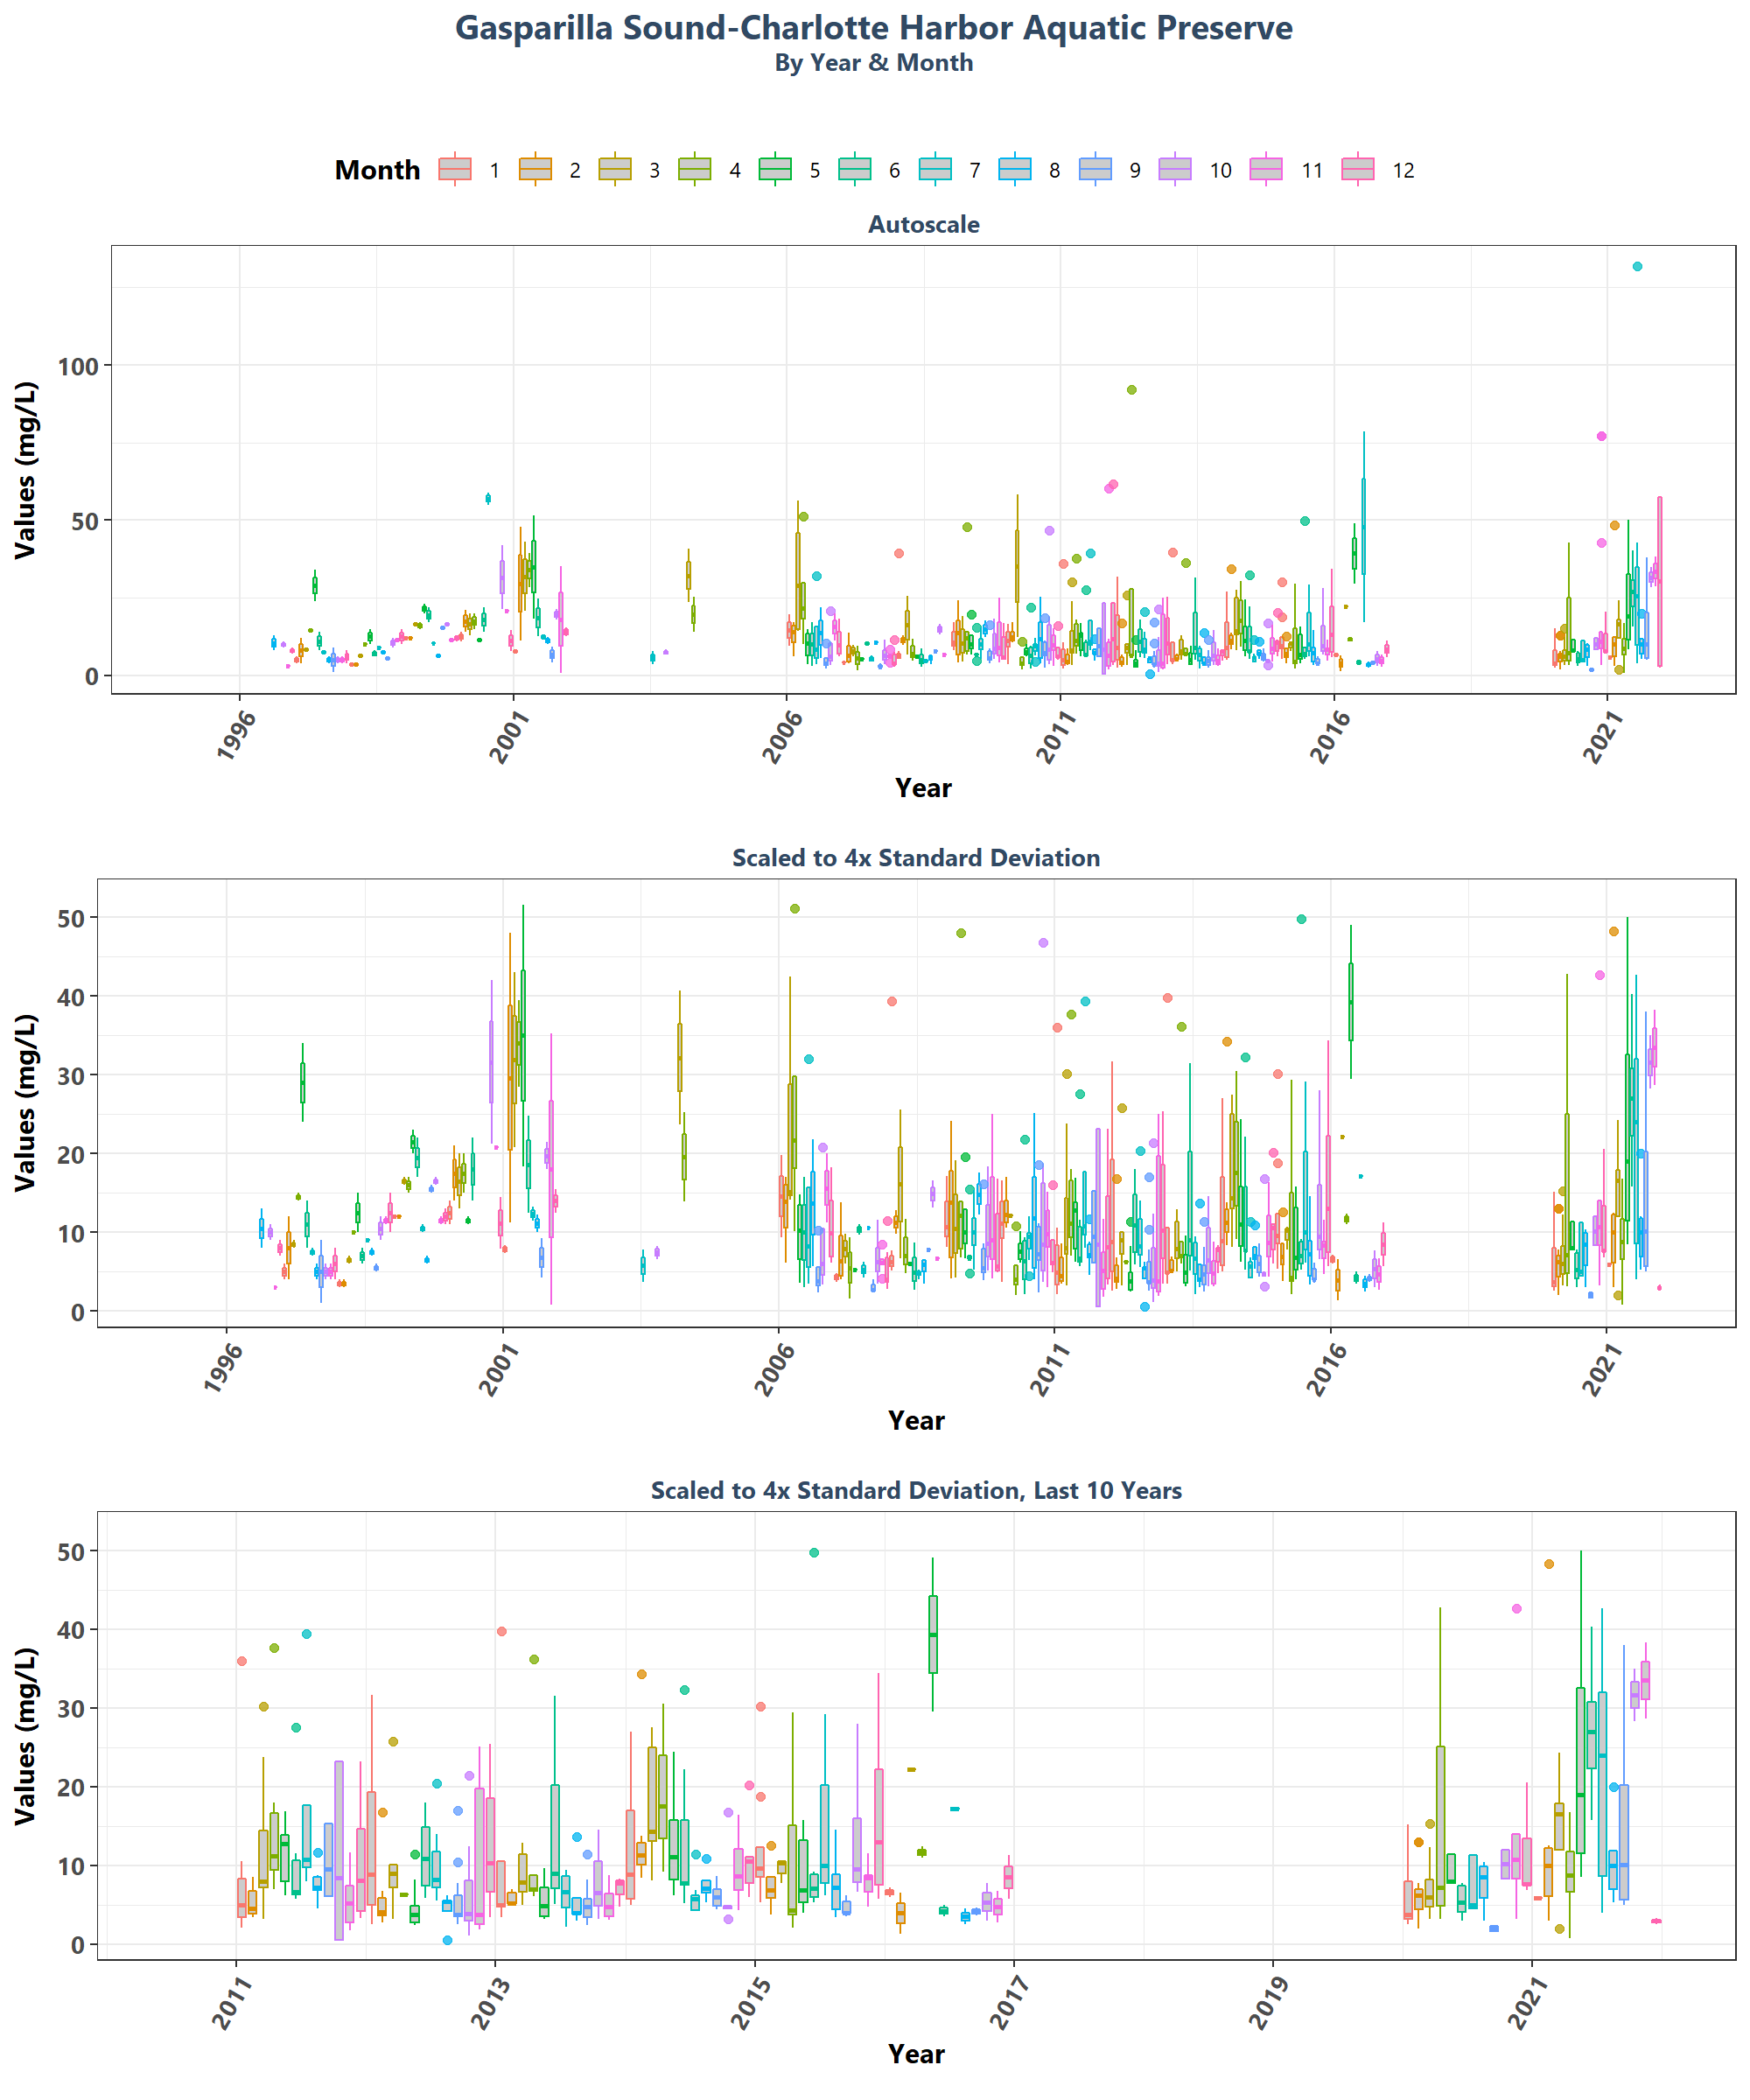 Gasparilla Sound-Charlotte Harbor Aquatic Preserve
By Year & Month
Month 1 2 3 4 5 6 7 8 9 10 11 12
Autoscale
Values (mg/L)
100
50
0
1996 2001 2006 2011 2016 2021
Year
Scaled to 4x Standard Deviation
Values (mg/L)
50
40
30
20
10
0
1996 2001 2006 2011 2016 2021
Year
Scaled to 4x Standard Deviation, Last 10 Years
Values (mg/L)
50
40
30
20
10
0
2011 2013 2015 2017 2019 2021
Year